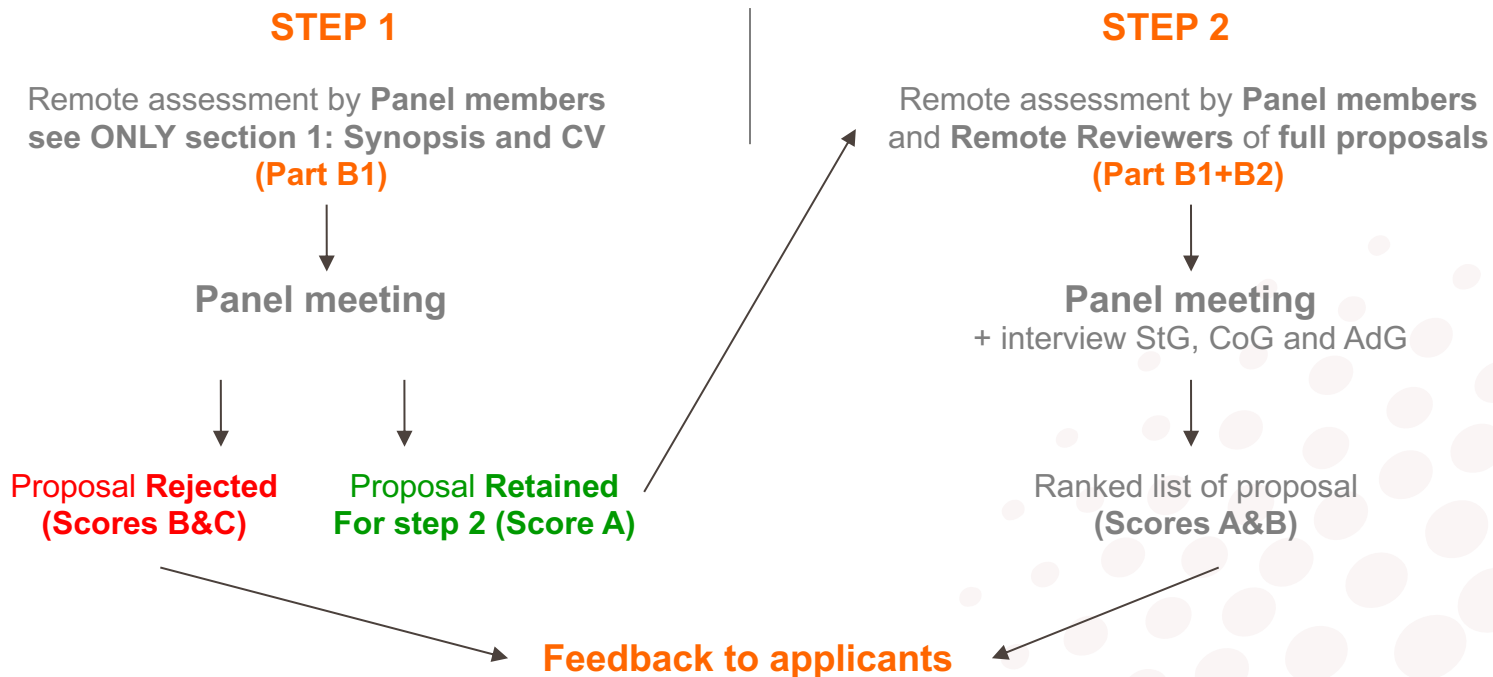 STEP 1
Remote assessment by Panel members
see ONLY section 1: Synopsis and CV
(Part B1)
Panel meeting
Proposal Rejected
(Scores B&C)
Proposal Retained
For step 2 (Score A)
STEP 2
Remote assessment by Panel members
and Remote Reviewers of full proposals
(Part B1+B2)
Panel meeting
+ interview StG, CoG and AdG
Ranked list of proposal
(Scores A&B)
Feedback to applicants